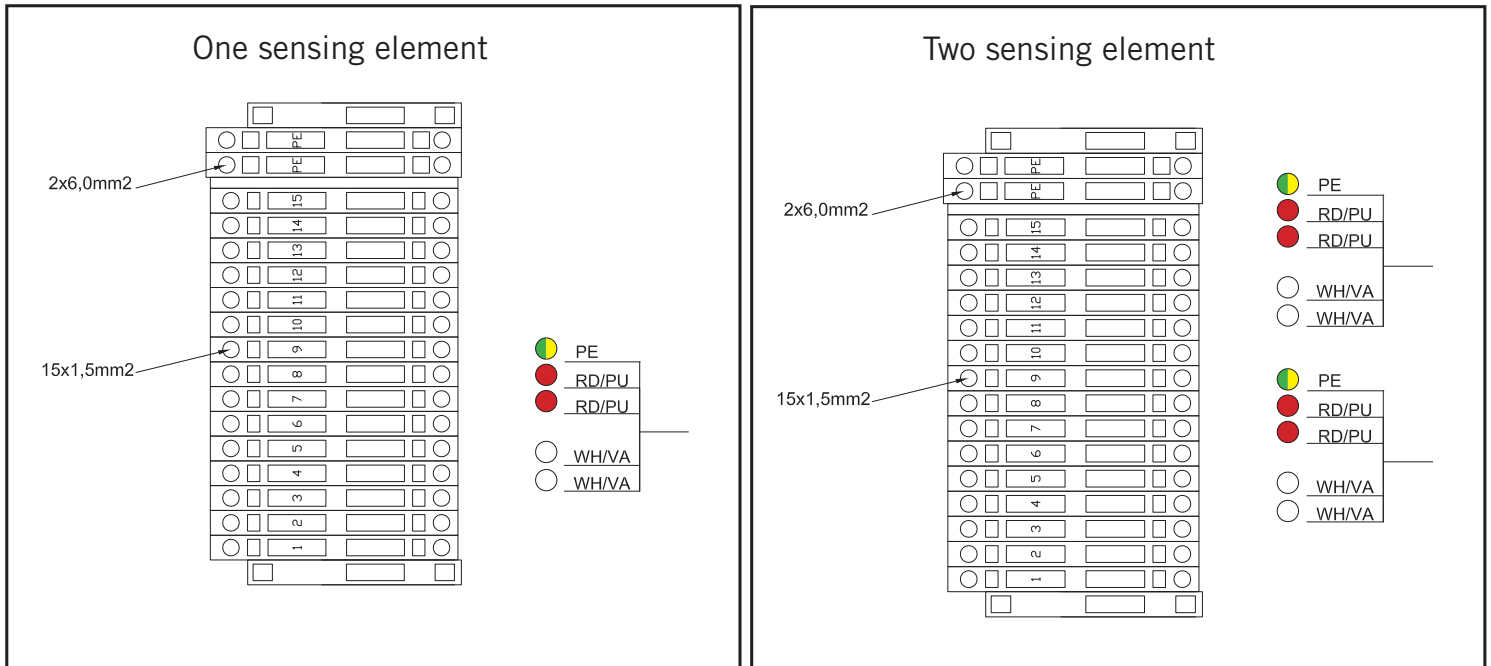 One sensing element
PE
PE
2x6,0mm2
15
14
13
12
11
10
9
15x1,5mm2
8
7
6
5
4
3
2
1
PE
RD/PU
RD/PU
WH/VA
WH/VA
Two sensing element
PE
PE
2x6,0mm2
15
14
13
12
11
10
9
15x1,5mm2
8
7
6
5
4
3
2
1
PE
RD/PU
RD/PU
WH/VA
WH/VA
PE
RD/PU
RD/PU
WH/VA
WH/VA